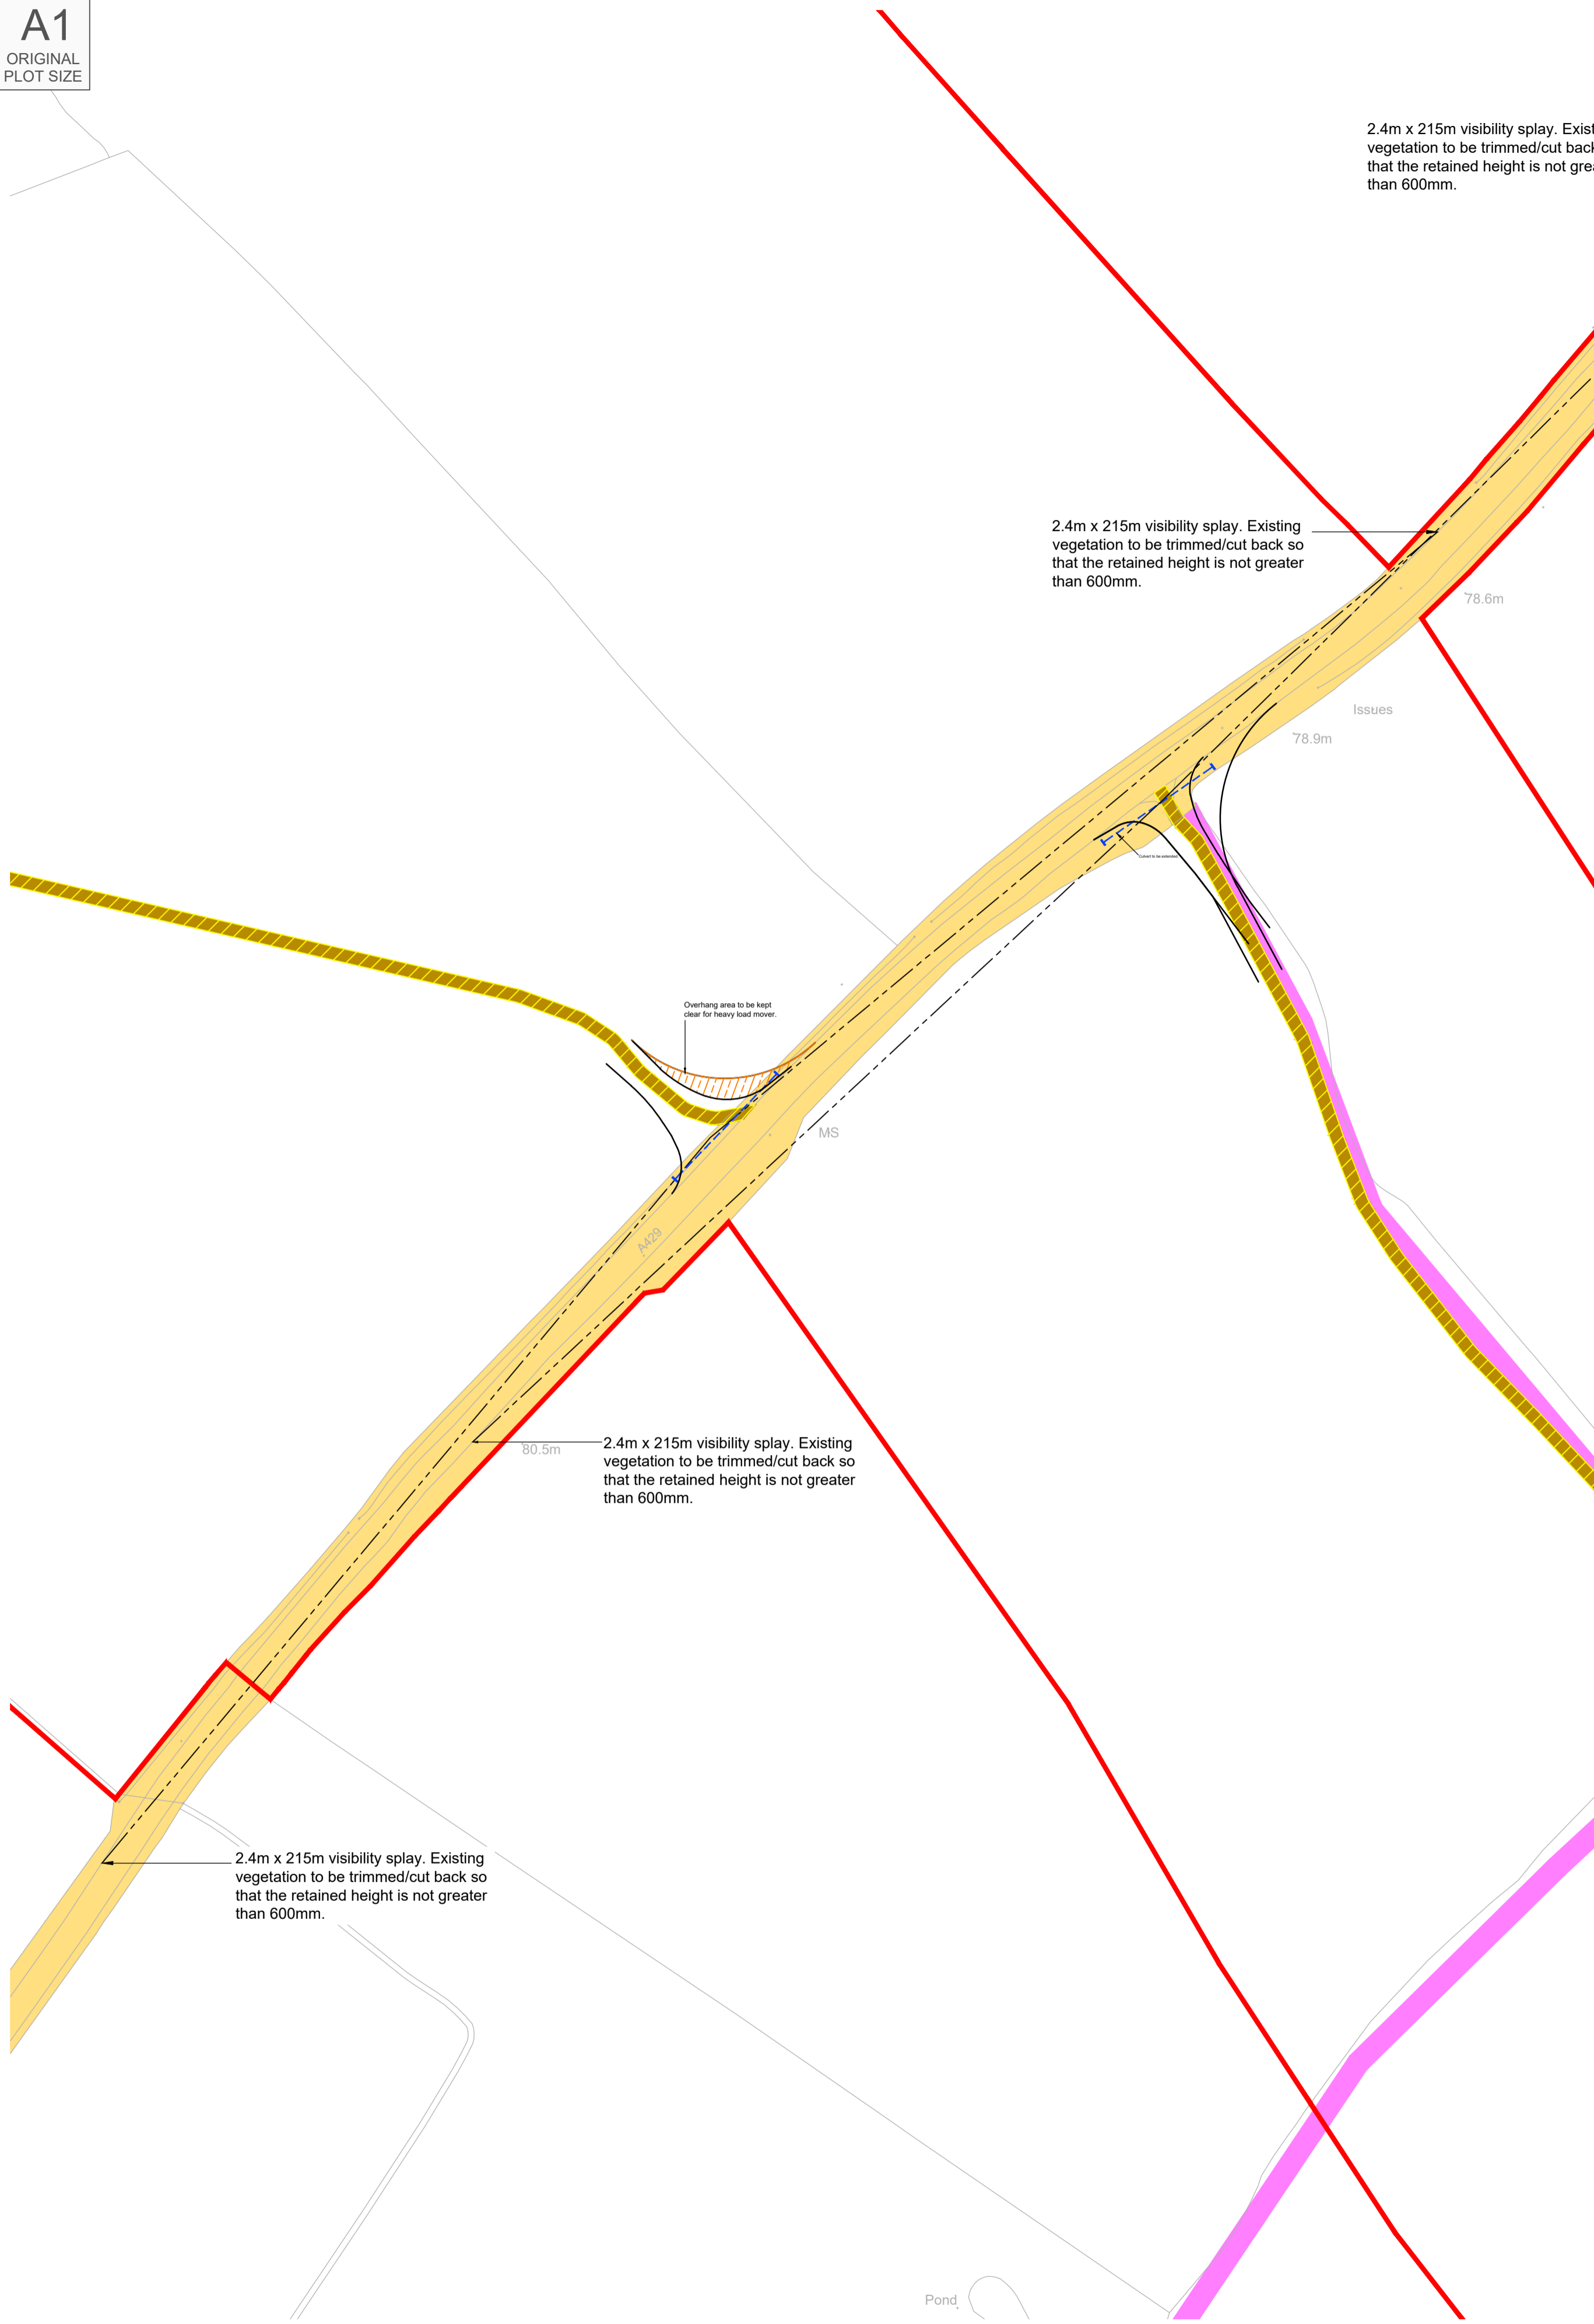 A1
ORIGINAL
PLOT SIZE
2.4m x 215m visibility splay. Exist
vegetation to be trimmed/cut back
that the retained height is not grea
than 600mm.
2.4m x 215m visibility splay. Existing
vegetation to be trimmed/cut back so
that the retained height is not greater
than 600mm.
78.6m
Issues
78.9m
Culvert to be extended
Overhang area to be kept
clear for heavy load mover.
MS
A429
80.5m
2.4m x 215m visibility splay. Existing
vegetation to be trimmed/cut back so
that the retained height is not greater
than 600mm.
2.4m x 215m visibility splay. Existing
vegetation to be trimmed/cut back so
that the retained height is not greater
than 600mm.
Pond